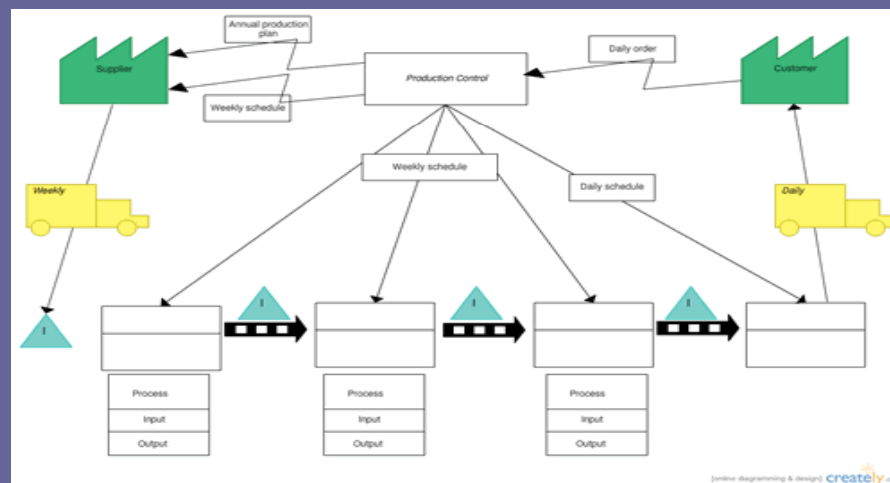 Annual production
plan
Supplier
Production Control
Daily order
Customer
Weekly schedule
Weekly schedule
Daily schedule
Weekly
Daily
I
I
I
I
Process
Input
Output
Process
Input
Output
Process
Input
Output
[online diagramming & design] creately